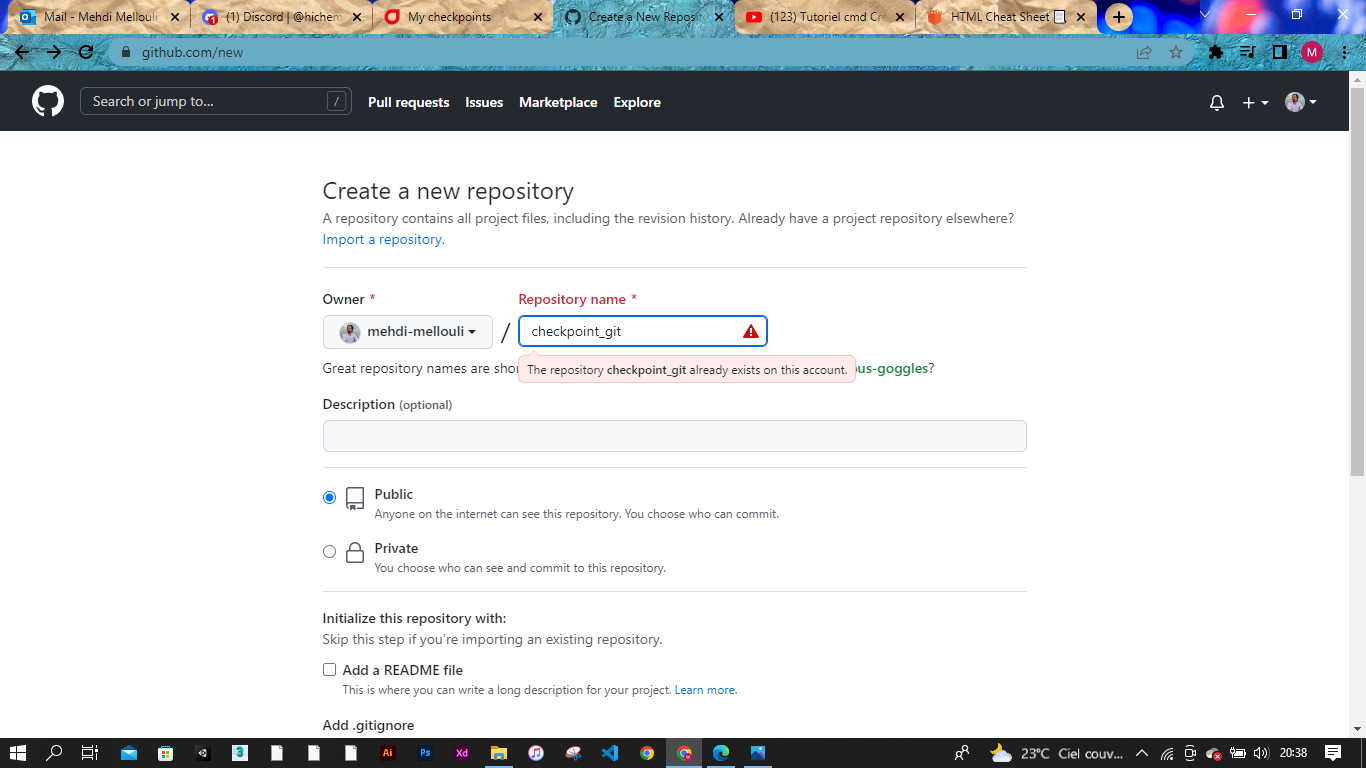 Mail - Mehdi Mellouli
(1) Discord | @hichem
My checkpoints
Create a New Reposit
(123) Tutoriel cmd Cre
HTML Cheat Sheet
github.com/new
M
Search or jump to...
/
Pull requests
Issues
Marketplace
Explore
Create a new repository
A repository contains all project files, including the revision history. Already have a project repository elsewhere?
Import a repository.
Owner *
Repository name *
mehdi-mellouli
/
checkpoint_git
The repository checkpoint_git already exists on this account.
Great repository names are shor
ous-goggles?
Description (optional)
Public
Anyone on the internet can see this repository. You choose who can commit.
Private
You choose who can see and commit to this repository.
Initialize this repository with:
Skip this step if you're importing an existing repository.
Add a README file
This is where you can write a long description for your project. Learn more.
Add .gitignore
3
Ai
Ps
Xd
23°C Ciel couv...
20:38